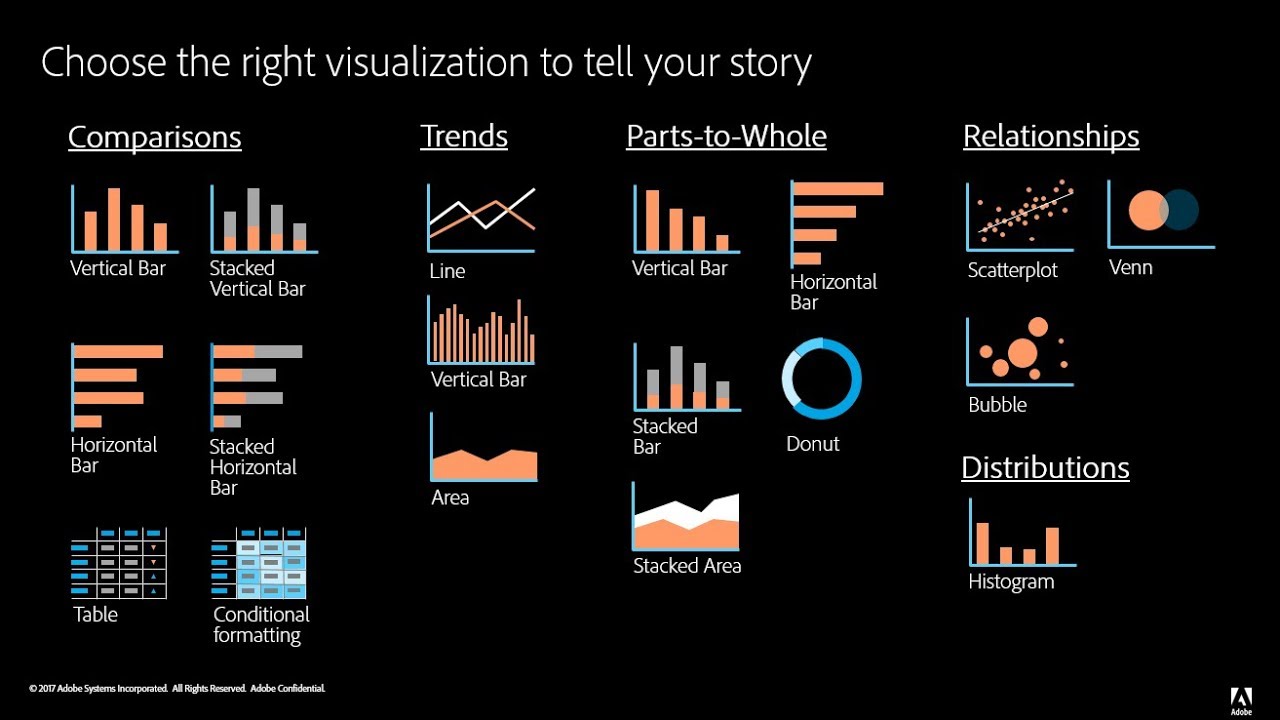 Choose the right visualization to tell your story
Comparisons
Vertical Bar
Stacked
Vertical Bar
Horizontal
Bar
Stacked
Horizontal
Bar
Table
Conditional
formatting
Trends
Line
Vertical Bar
Area
Parts-to-Whole
Vertical Bar
Horizontal
Bar
Stacked
Bar
Donut
Stacked Area
Relationships
Scatterplot
Venn
Bubble
Distributions
Histogram
© 2017 Adobe Systems Incorporated. All Rights Reserved. Adobe Confidential.
Adobe